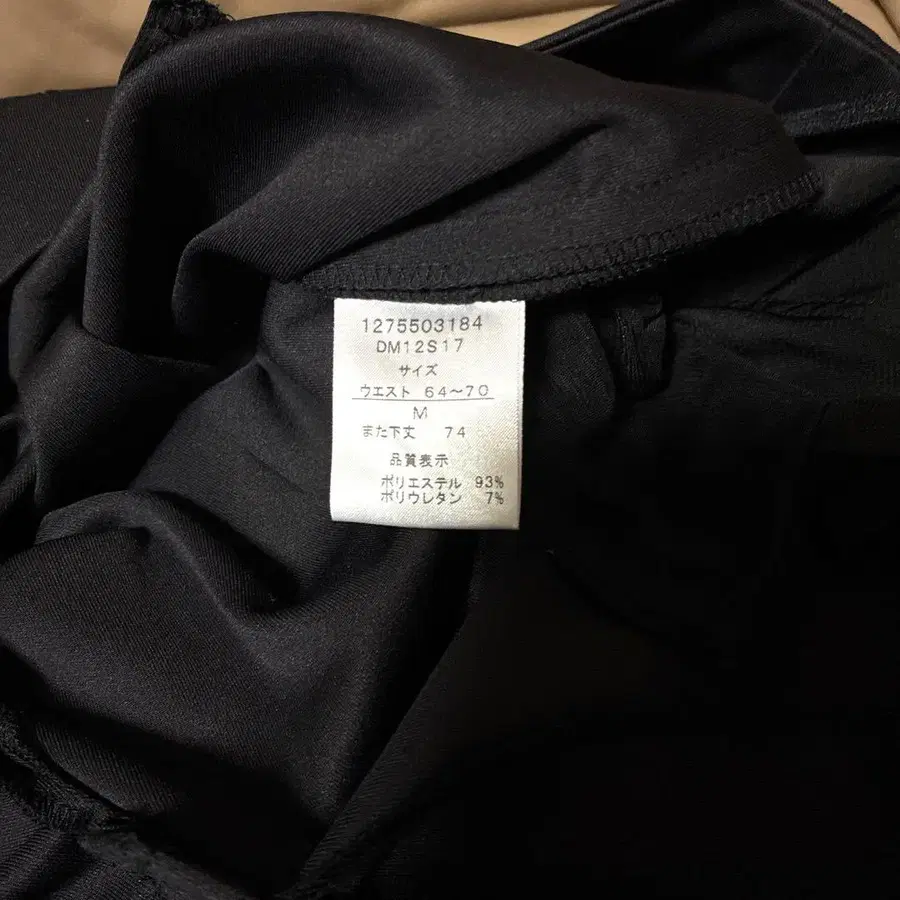 1275503184
DM12S17
サイズ
ウエスト 64～70
M
また下丈 74
品質表示
ポリエステル 93%
ポリウレタン 7%